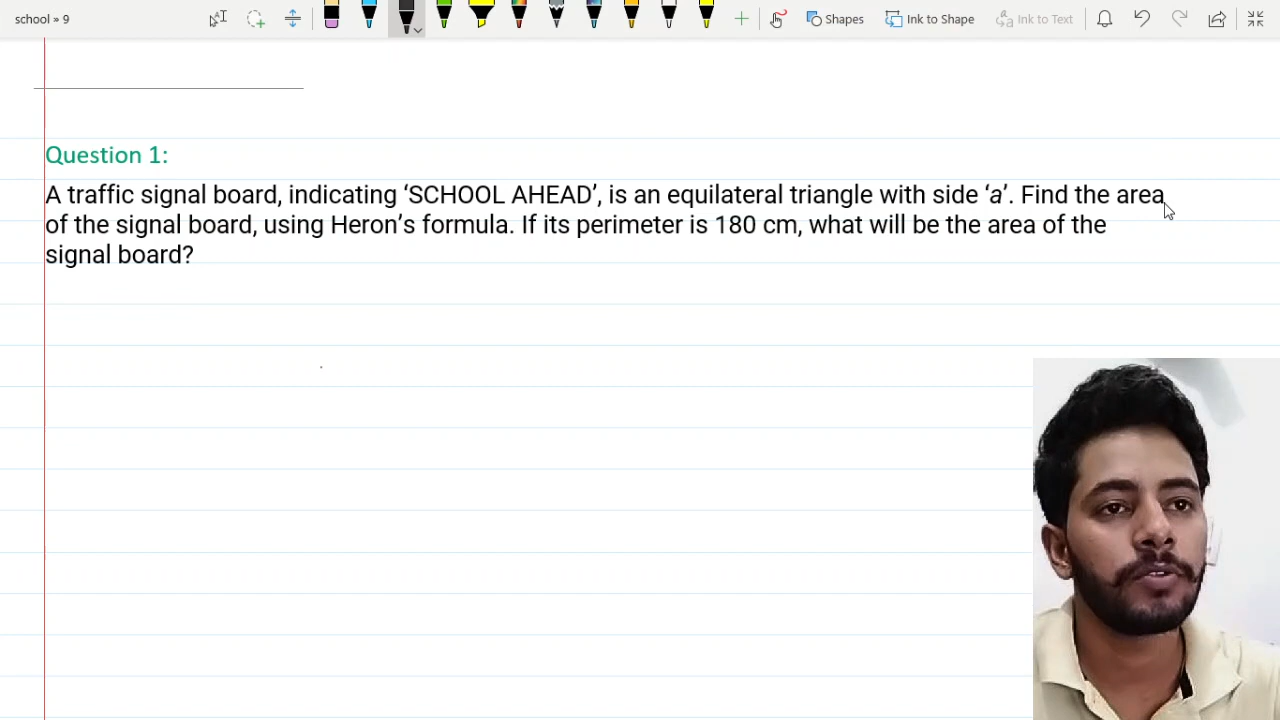 school » 9
Shapes
Ink to Shape
Ink to Text
Question 1:
A traffic signal board, indicating ‘SCHOOL AHEAD’, is an equilateral triangle with side ‘a’. Find the area
of the signal board, using Heron’s formula. If its perimeter is 180 cm, what will be the area of the
signal board?